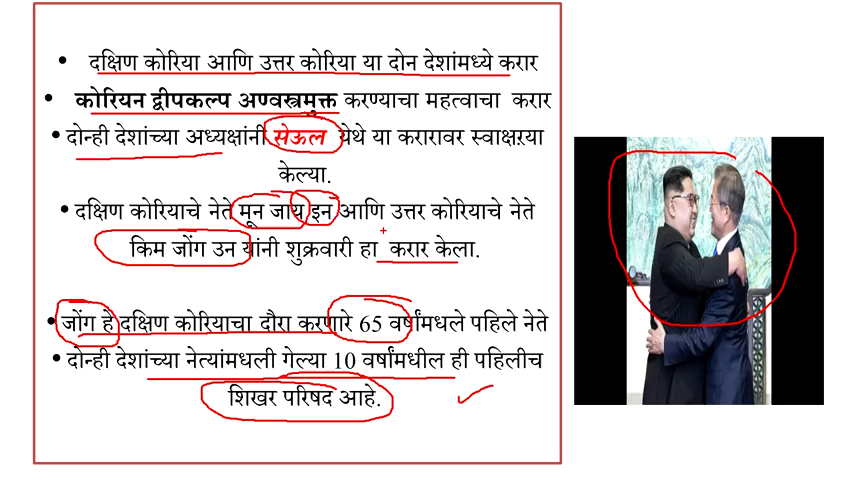 • दक्षिण कोरिया आणि उत्तर कोरिया या दोन देशांमध्ये करार
• कोरियन द्वीपकल्प अण्वस्त्रमुक्त करण्याचा महत्वाचा करार
• दोन्ही देशांच्या अध्यक्षांनी सेऊल येथे या करारावर स्वाक्षऱया
केल्या.
• दक्षिण कोरियाचे नेते मून जाय इन आणि उत्तर कोरियाचे नेते
किम जोंग उन यांनी शुक्रवारी हा करार केला.
• जोंग हे दक्षिण कोरियाचा दौरा करणारे 65 वर्षांमधले पहिले नेते
• दोन्ही देशांच्या नेत्यांमधली गेल्या 10 वर्षांमधील ही पहिलीच
शिखर परिषद आहे.